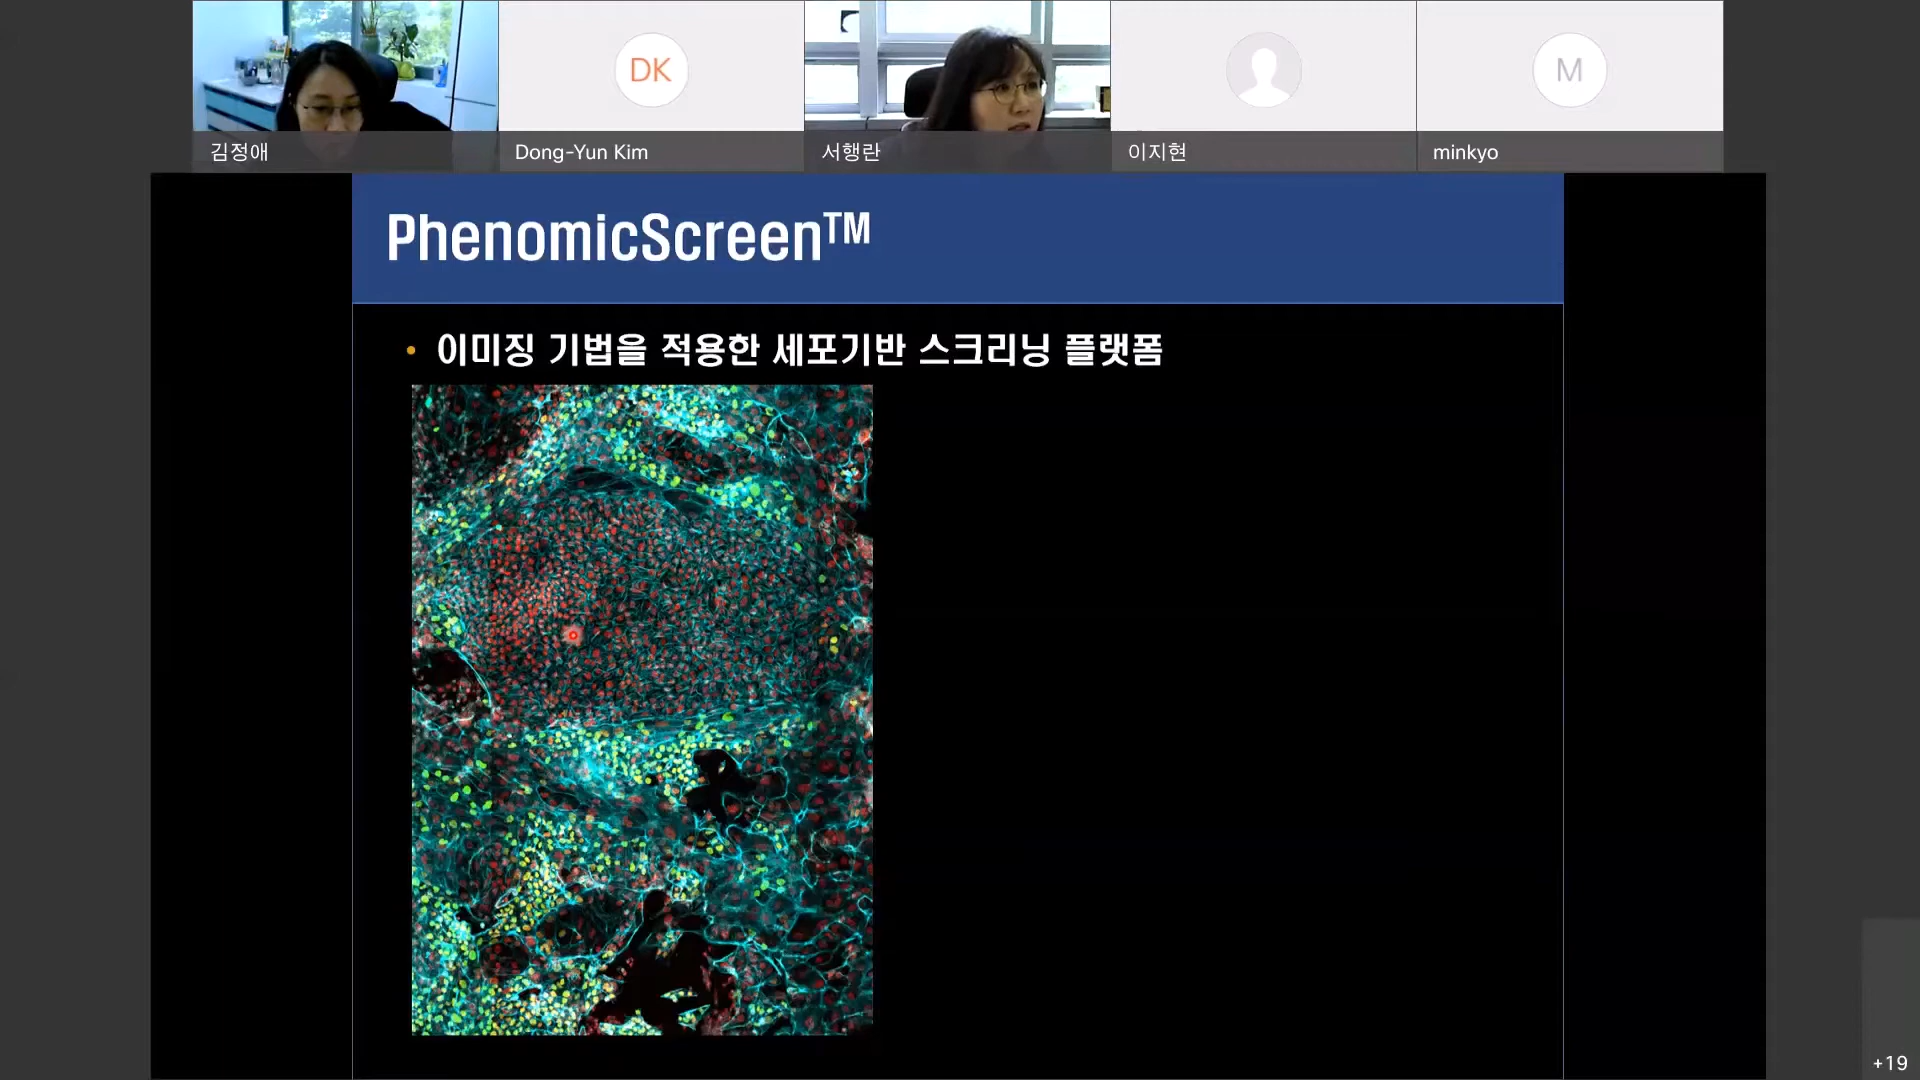 DK
M
김정애
Dong-Yun Kim
서행란
이지현
minkyo
PhenomicScreen™
• 이미징 기법을 적용한 세포기반 스크리닝 플랫폼
+19